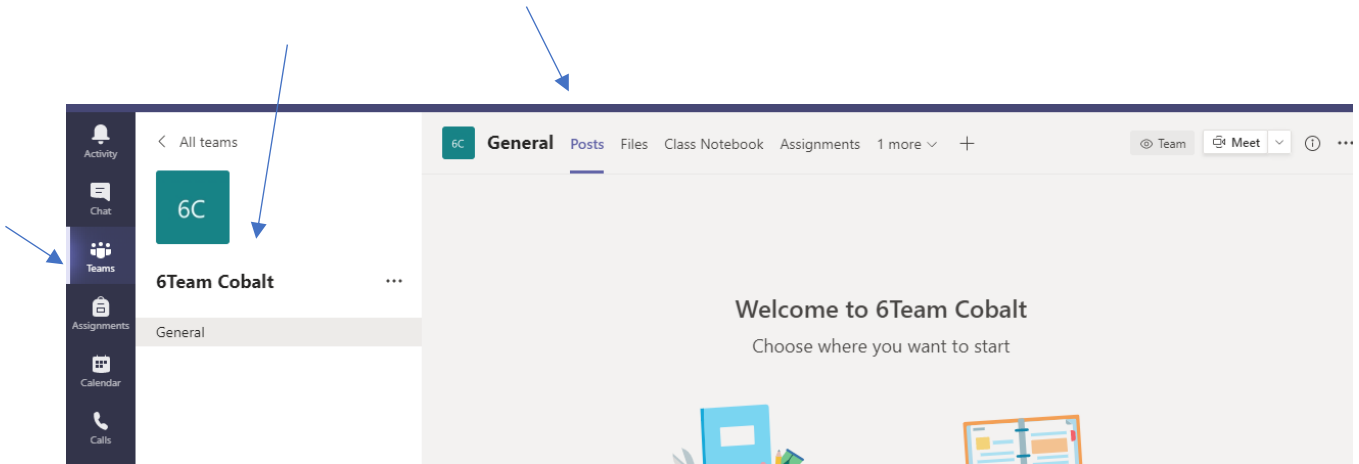 Activity
Chat
Teams
Assignments
Calendar
Calls
< All teams
6C
6Team Cobalt
...
General
6C General Posts Files Class Notebook Assignments 1 more +
Team Meet ...
Welcome to 6Team Cobalt
Choose where you want to start